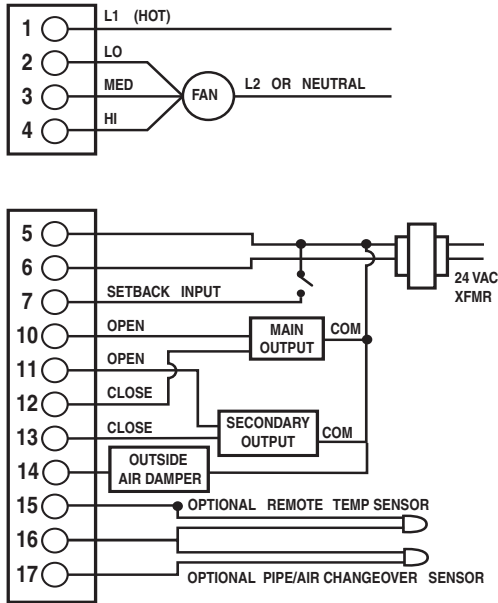 1 L1 (HOT)
2 LO
3 MED
FAN
L2 OR NEUTRAL
4 HI
5
6
24 VAC
XFMR
7 SETBACK INPUT
10 OPEN
MAIN
OUTPUT
COM
11 OPEN
12 CLOSE
13 CLOSE
SECONDARY
OUTPUT
COM
14
OUTSIDE
AIR DAMPER
15 OPTIONAL REMOTE TEMP SENSOR
16
17 OPTIONAL PIPE/AIR CHANGEOVER SENSOR